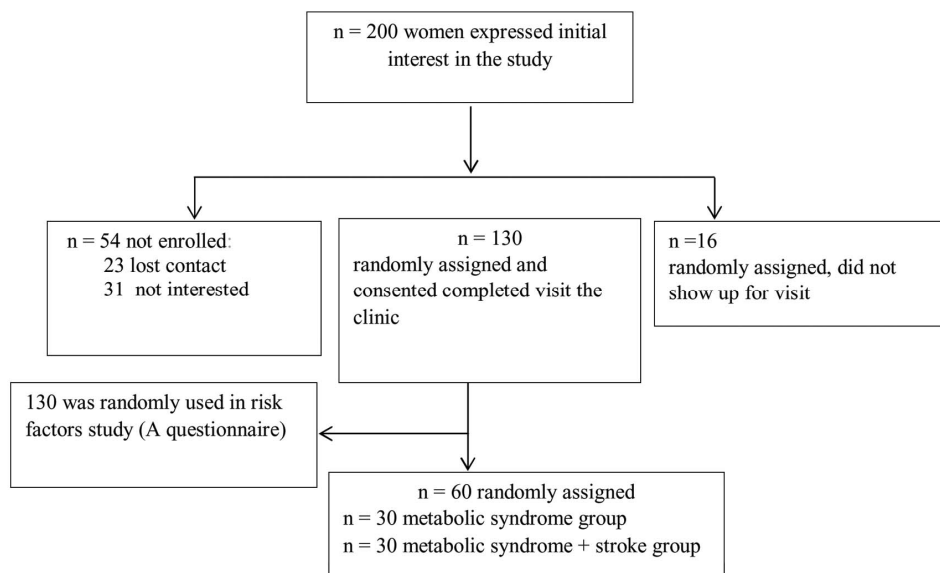 n = 200 women expressed initial
interest in the study
n = 54 not enrolled:
23 lost contact
31 not interested
n = 130
randomly assigned and
consented completed visit the
clinic
n =16
randomly assigned, did not
show up for visit
130 was randomly used in risk
factors study (A questionnaire)
n = 60 randomly assigned
n = 30 metabolic syndrome group
n = 30 metabolic syndrome + stroke group